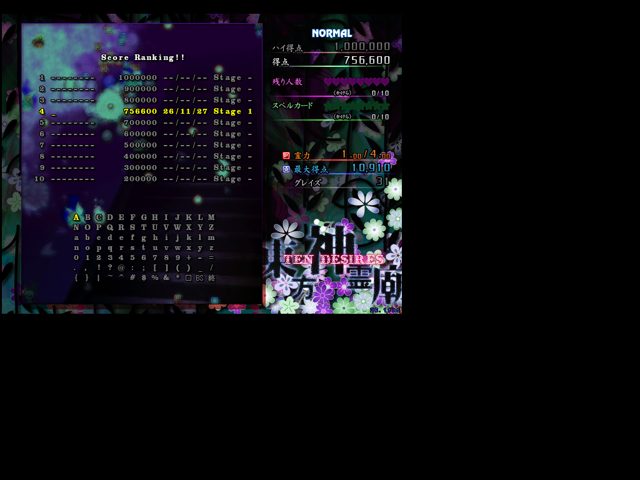 Score Ranking!!
1 -------- 1000000 --/--/-- Stage -
2 -------- 900000 --/--/-- Stage -
3 -------- 800000 --/--/-- Stage -
4 _ 756600 26/11/27 Stage 1
5 -------- 700000 --/--/-- Stage -
6 -------- 600000 --/--/-- Stage -
7 -------- 500000 --/--/-- Stage -
8 -------- 400000 --/--/-- Stage -
9 -------- 300000 --/--/-- Stage -
10 -------- 200000 --/--/-- Stage -
A B C D E F G H I J K L M
N O P Q R S T U V W X Y Z
a b c d e f g h i j k l m
n o p q r s t u v w x y z
0 1 2 3 4 5 6 7 8 9 + - =
. , ! ? @ : ; [ ] ( ) _ /
{ } | ~ ^ # $ % & * □ BS 終
NORMAL
ハイ得点 1,000,000
得点 756,600
残り人数
0/10
スペルカード
0/10
霊力 1.00/4.00
最大得点 10,910
グレイズ 31
東方神霊廟
TEN DESIRES